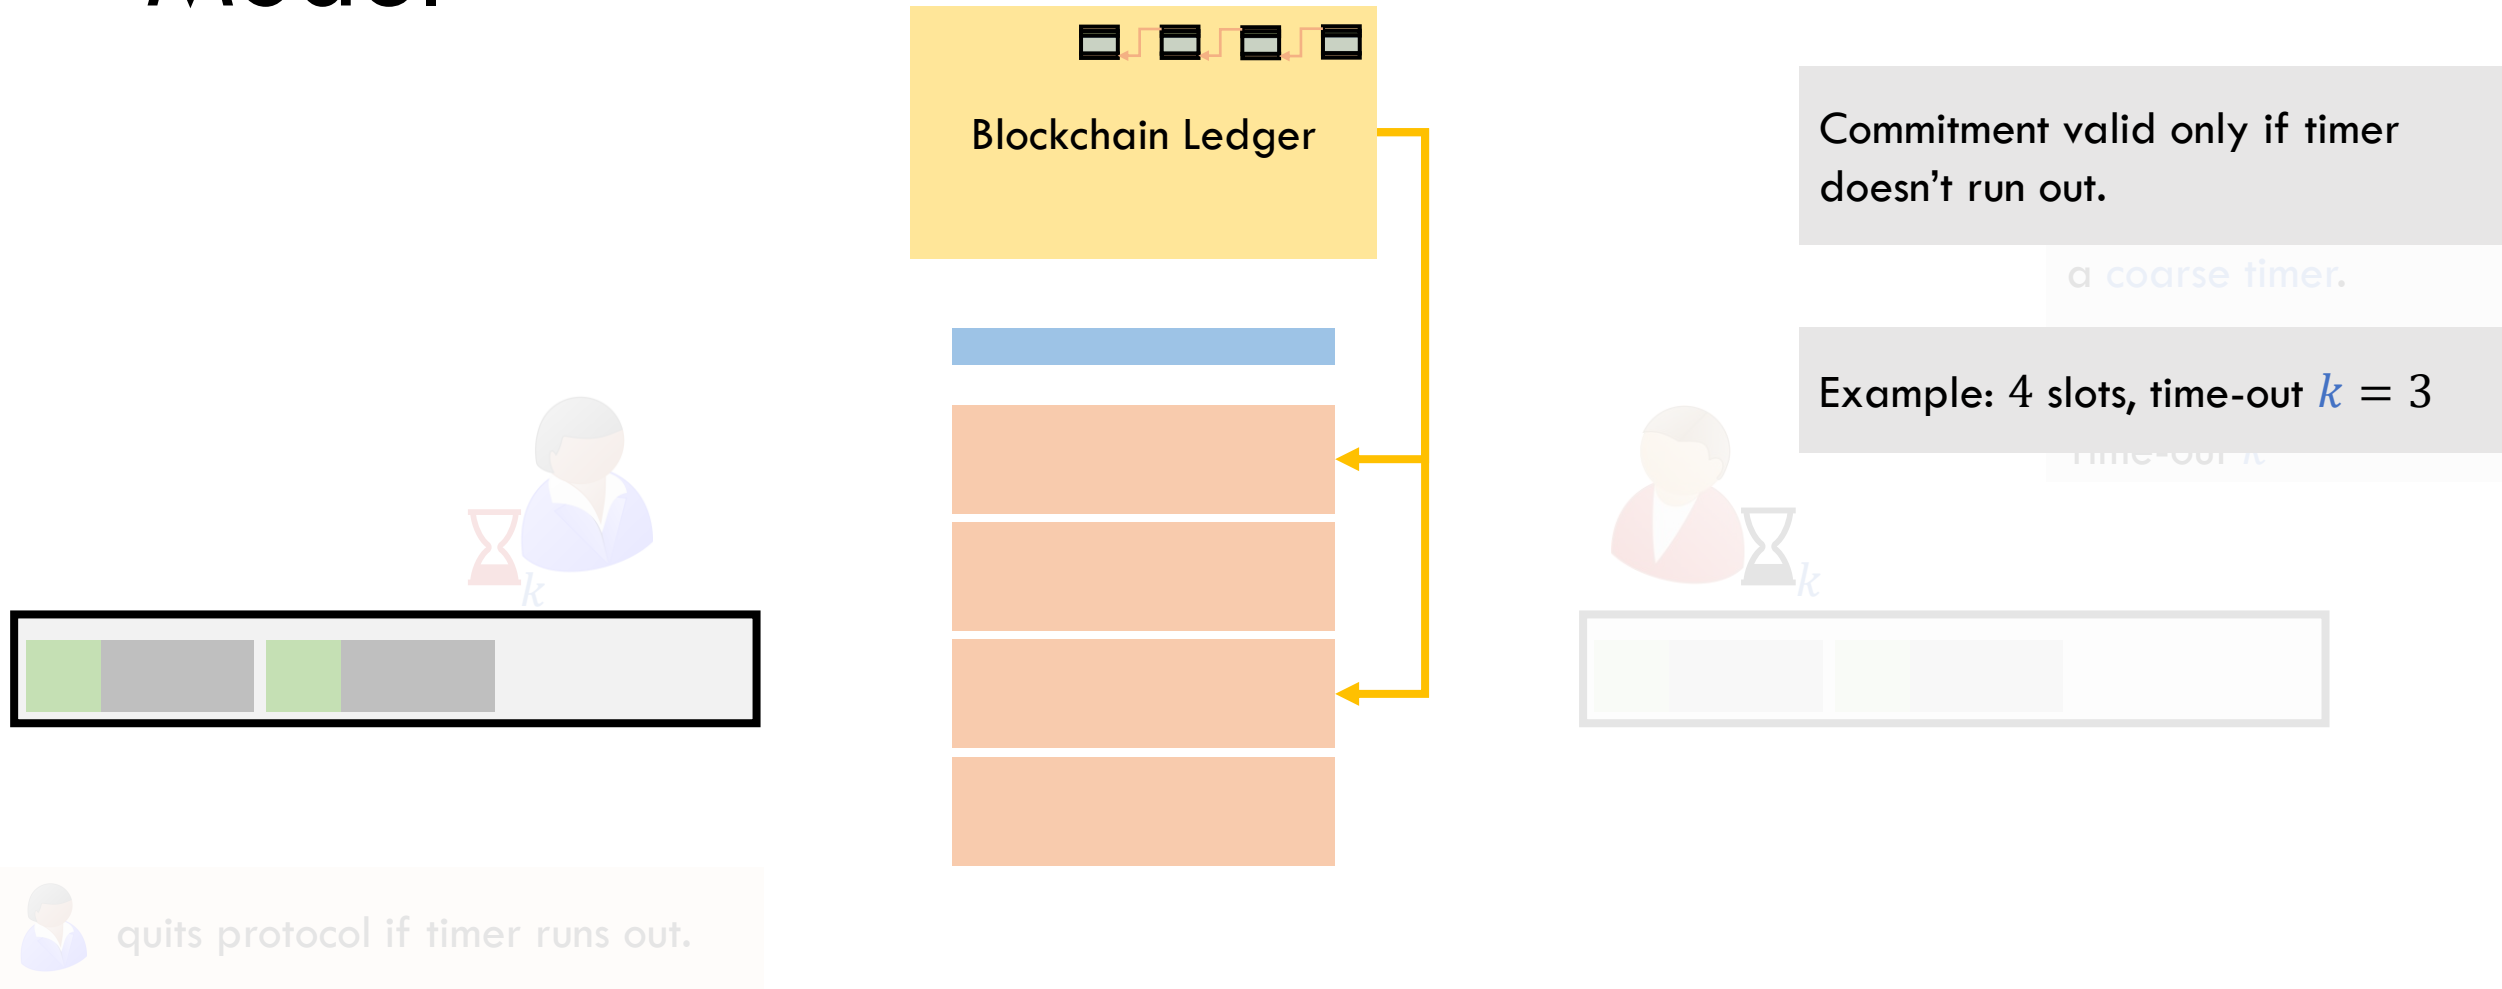 Blockchain Ledger
Commitment valid only if timer
doesn't run out.
a coarse timer.
Example: 4 slots, time-out k = 3
k
k
quits protocol if timer runs out.